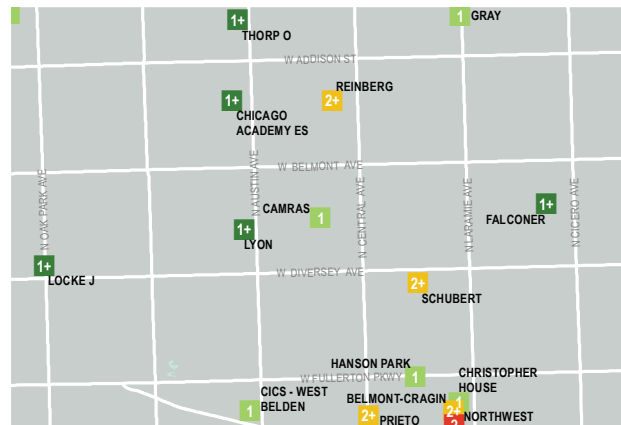 1+
THORP O
1
GRAY
W ADDISON ST
1+
CHICAGO
ACADEMY ES
2+
REINBERG
N OAK PARK AVE
N AUSTIN AVE
W BELMONT AVE
N CENTRAL AVE
N LARAMIE AVE
N CICERO AVE
CAMRAS
1
1+
LYON
FALCONER
1+
1+
LOCKE J
W DIVERSEY AVE
2+
SCHUBERT
HANSON PARK
W FULLERTON PKWY
1
CHRISTOPHER
HOUSE
1
CICS - WEST
BELDEN
BELMONT-CRAGIN
2+
PRIETO
2+
NORTHWEST